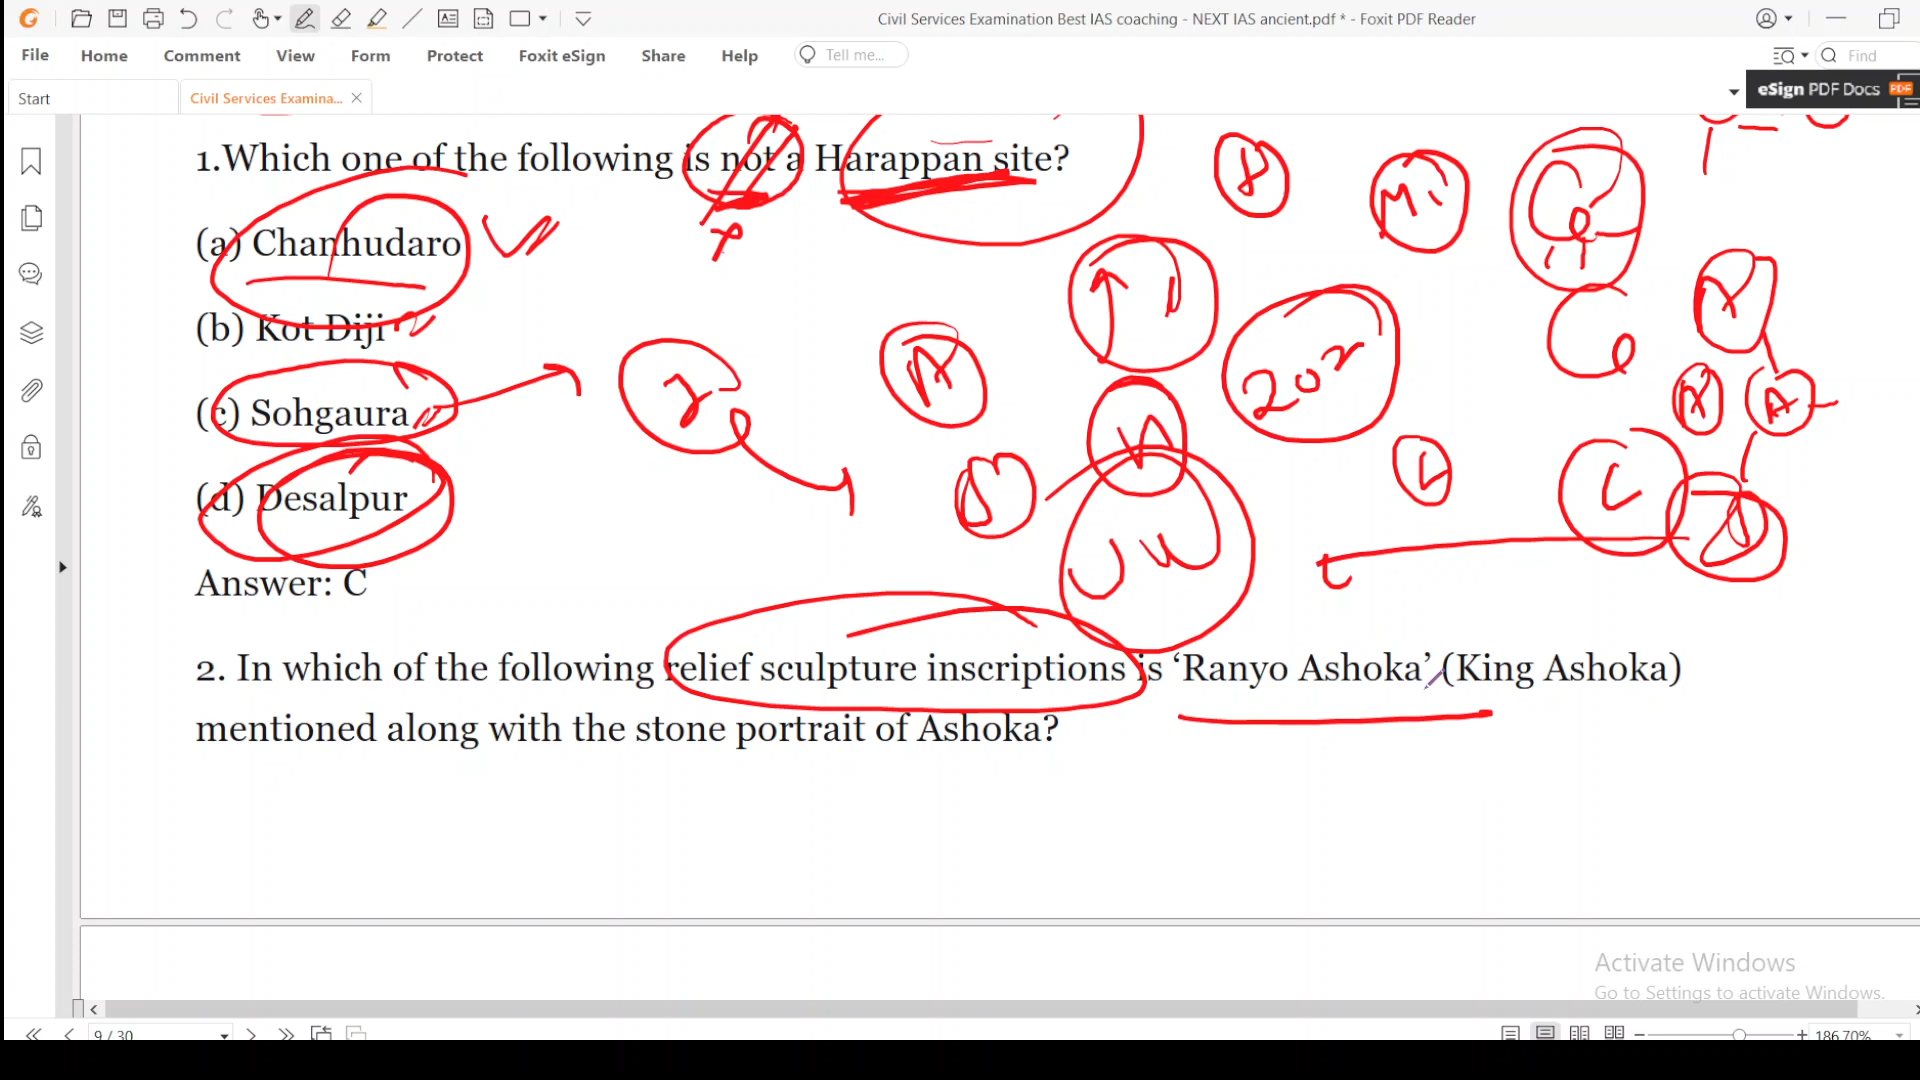 Civil Services Examination Best IAS coaching - NEXT IAS ancient.pdf * - Foxit PDF Reader
File Home Comment View Form Protect Foxit eSign Share Help Tell me... Find
Start Civil Services Examina... eSign PDF Docs PDF
1.Which one of the following is not a Harappan site?
(a) Chanhudaro
(b) Kot Diji
(c) Sohgaura
(d) Desalpur
Answer: C
2. In which of the following relief sculpture inscriptions is ‘Ranyo Ashoka’ (King Ashoka)
mentioned along with the stone portrait of Ashoka?
Activate Windows
Go to Settings to activate Windows.
9 / 30 186.70%